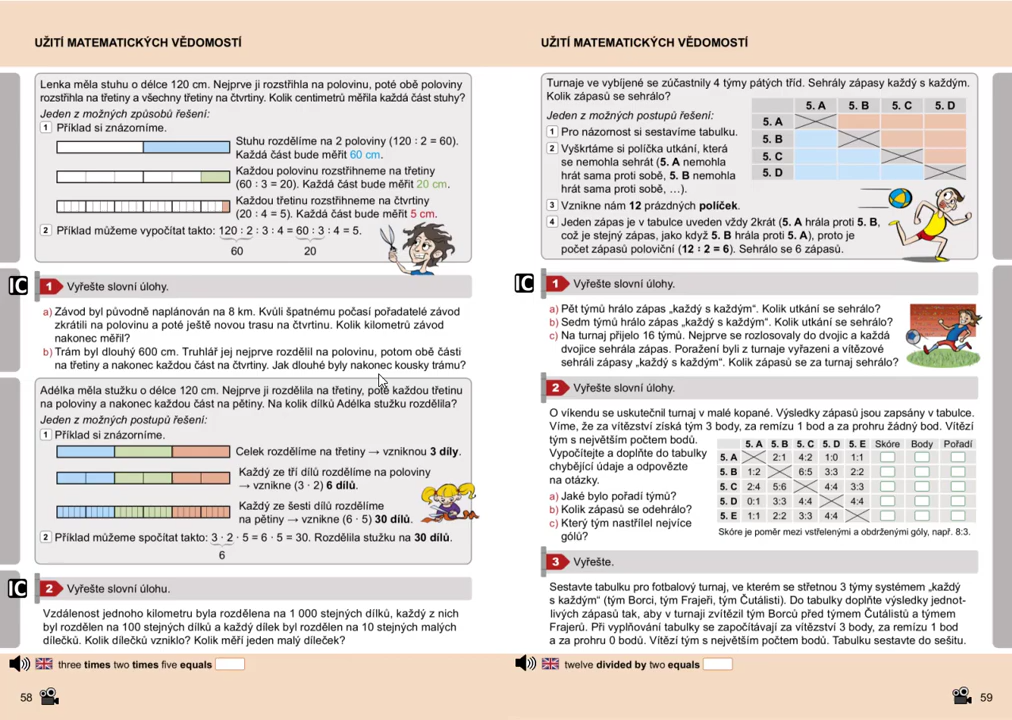 UŽITÍ MATEMATICKÝCH VĚDOMOSTÍ
Lenka měla stuhu o délce 120 cm. Nejprve ji rozstřihla na polovinu, poté obě poloviny
rozstřihla na třetiny a všechny třetiny na čtvrtiny. Kolik centimetrů měřila každá část stuhy?
Jeden z možných způsobů řešení:
1 Příklad si znázorníme.
Stuhu rozdělíme na 2 poloviny (120 : 2 = 60).
Každá část bude měřit 60 cm.
Každou polovinu rozstřihneme na třetiny
(60 : 3 = 20). Každá část bude měřit 20 cm.
Každou třetinu rozstřihneme na čtvrtiny
(20 : 4 = 5). Každá část bude měřit 5 cm.
2 Příklad můžeme vypočítat takto: 120 : 2 : 3 : 4 = 60 : 3 : 4 = 5.
60 20
IC
1 Vyřešte slovní úlohy.
a) Závod byl původně naplánován na 8 km. Kvůli špatnému počasí pořadatelé závod
zkrátili na polovinu a poté ještě novou trasu na čtvrtinu. Kolik kilometrů závod
nakonec měřil?
b) Trám byl dlouhý 600 cm. Truhlář jej nejprve rozdělil na polovinu, potom obě části
na třetiny a nakonec každou část na čtvrtiny. Jak dlouhé byly nakonec kousky trámu?
Adélka měla stužku o délce 120 cm. Nejprve ji rozdělila na třetiny, poté každou třetinu
na poloviny a nakonec každou část na pětiny. Na kolik dílků Adélka stužku rozdělila?
Jeden z možných postupů řešení:
1 Příklad si znázorníme.
Celek rozdělíme na třetiny → vzniknou 3 díly.
Každý ze tří dílů rozdělíme na poloviny
→ vznikne (3 · 2) 6 dílů.
Každý ze šesti dílů rozdělíme
na pětiny → vznikne (6 · 5) 30 dílů.
2 Příklad můžeme spočítat takto: 3 · 2 · 5 = 6 · 5 = 30. Rozdělila stužku na 30 dílů.
6
IC
2 Vyřešte slovní úlohu.
Vzdálenost jednoho kilometru byla rozdělena na 1 000 stejných dílků, každý z nich
byl rozdělen na 100 stejných dílků a každý dílek byl rozdělen na 10 stejných malých
dílečků. Kolik dílečků vzniklo? Kolik měří jeden malý díleček?
three times two times five equals
58
UŽITÍ MATEMATICKÝCH VĚDOMOSTÍ
Turnaje ve vybíjené se zúčastnily 4 týmy pátých tříd. Sehrály zápasy každý s každým.
Kolik zápasů se sehrálo?
Jeden z možných postupů řešení:
1 Pro názornost si sestavíme tabulku.
2 Vyškrtáme si políčka utkání, která
se nemohla sehrát (5. A nemohla
hrát sama proti sobě, 5. B nemohla
hrát sama proti sobě, …).
3 Vznikne nám 12 prázdných políček.
4 Jeden zápas je v tabulce uveden vždy 2krát (5. A hrála proti 5. B,
což je stejný zápas, jako když 5. B hrála proti 5. A), proto je
počet zápasů poloviční (12 : 2 = 6). Sehrálo se 6 zápasů.
5. A 5. B 5. C 5. D
5. A
5. B
5. C
5. D
IC
1 Vyřešte slovní úlohy.
a) Pět týmů hrálo zápas „každý s každým“. Kolik utkání se sehrálo?
b) Sedm týmů hrálo zápas „každý s každým“. Kolik utkání se sehrálo?
c) Na turnaj přijelo 16 týmů. Nejprve se rozlosovaly do dvojic a každá
dvojice sehrála zápas. Poražení byli z turnaje vyřazeni a vítězové
sehráli zápasy „každý s každým“. Kolik zápasů se za turnaj sehrálo?
2 Vyřešte slovní úlohy.
O víkendu se uskutečnil turnaj v malé kopané. Výsledky zápasů jsou zapsány v tabulce.
Víme, že za vítězství získá tým 3 body, za remízu 1 bod a za prohru žádný bod. Vítězí
tým s největším počtem bodů.
Vypočítejte a doplňte do tabulky
chybějící údaje a odpovězte
na otázky.
a) Jaké bylo pořadí týmů?
b) Kolik zápasů se odehrálo?
c) Který tým nastřílel nejvíce
gólů?
5. A 5. B 5. C 5. D 5. E Skóre Body Pořadí
5. A 2:1 4:2 1:0 1:1
5. B 1:2 6:5 3:3 2:2
5. C 2:4 5:6 4:4 3:3
5. D 0:1 3:3 4:4 4:4
5. E 1:1 2:2 3:3 4:4
Skóre je poměr mezi vstřelenými a obdrženými góly, např. 8:3.
3 Vyřešte.
Sestavte tabulku pro fotbalový turnaj, ve kterém se střetnou 3 týmy systémem „každý
s každým“ (tým Borci, tým Frajeři, tým Čutálisti). Do tabulky doplňte výsledky jednot-
livých zápasů tak, aby v turnaji zvítězil tým Borců před týmem Čutálistů a týmem
Frajerů. Při vyplňování tabulky se započítávají za vítězství 3 body, za remízu 1 bod
a za prohru 0 bodů. Vítězí tým s největším počtem bodů. Tabulku sestavte do sešitu.
twelve divided by two equals
59